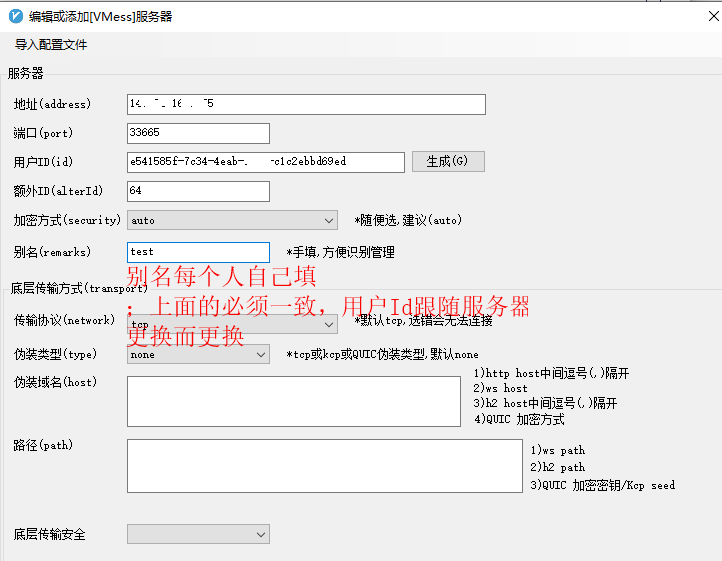 编辑或添加[VMess]服务器
导入配置文件
服务器
地址(address)
端口(port) 33665
用户ID(id) 生成(G)
额外ID(alterId) 64
加密方式(security) auto *随便选,建议(auto)
别名(remarks) test *手填,方便识别管理
别名每个人自己填
底层传输方式(transport)
；上面的必须一致，用户Id跟随服务器
传输协议(network) tcp *默认tcp,选错会无法连接
更换而更换
伪装类型(type) none *tcp或kcp或QUIC伪装类型,默认none
伪装域名(host) 1)http host中间逗号(,)隔开
2)ws host
3)h2 host中间逗号(,)隔开
4)QUIC 加密方式
路径(path) 1)ws path
2)h2 path
3)QUIC 加密密钥/Kcp seed
底层传输安全